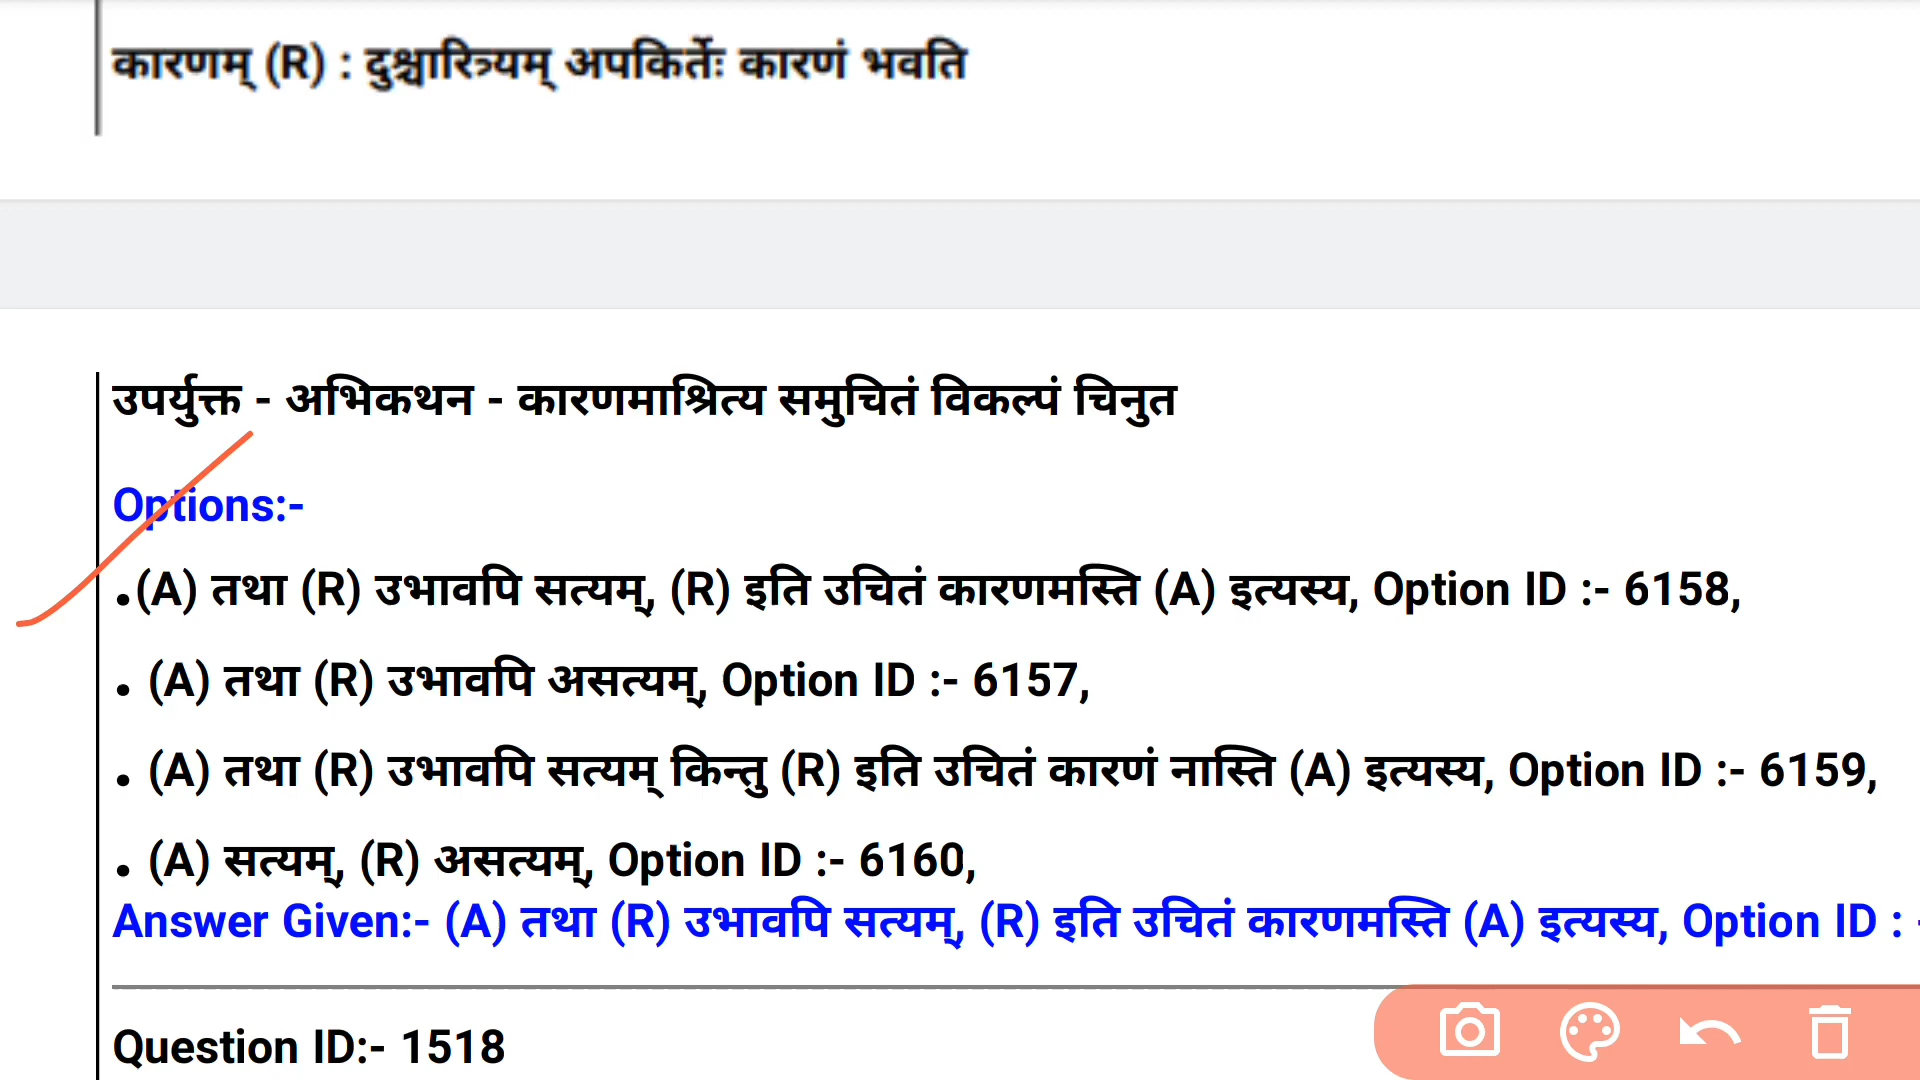 कारणम् (R) : दुश्चारित्र्यम् अपकिर्तेः कारणं भवति
उपर्युक्त - अभिकथन - कारणमाश्रित्य समुचितं विकल्पं चिनुत
Options:-
•(A) तथा (R) उभावपि सत्यम्, (R) इति उचितं कारणमस्ति (A) इत्यस्य, Option ID :- 6158,
• (A) तथा (R) उभावपि असत्यम्, Option ID :- 6157,
• (A) तथा (R) उभावपि सत्यम् किन्तु (R) इति उचितं कारणं नास्ति (A) इत्यस्य, Option ID :- 6159,
• (A) सत्यम्, (R) असत्यम्, Option ID :- 6160,
Answer Given:- (A) तथा (R) उभावपि सत्यम्, (R) इति उचितं कारणमस्ति (A) इत्यस्य, Option ID : -
Question ID:- 1518